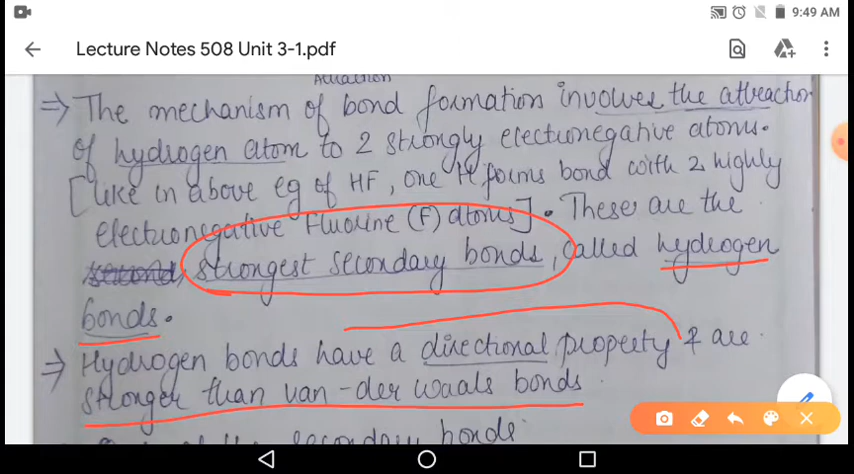 9:49 AM
Lecture Notes 508 Unit 3-1.pdf
Attraction
⇒ The mechanism of bond formation involves the attraction
of hydrogen atom to 2 strongly electronegative atoms.
[like in above eg of HF, one H forms bond with 2 highly
electronegative Fluorine (F) atoms]. These are the
strongest secondary bonds, called hydrogen
bonds.
⇒ Hydrogen bonds have a directional property & are
stronger than van-der waals bonds
secondary bonds.